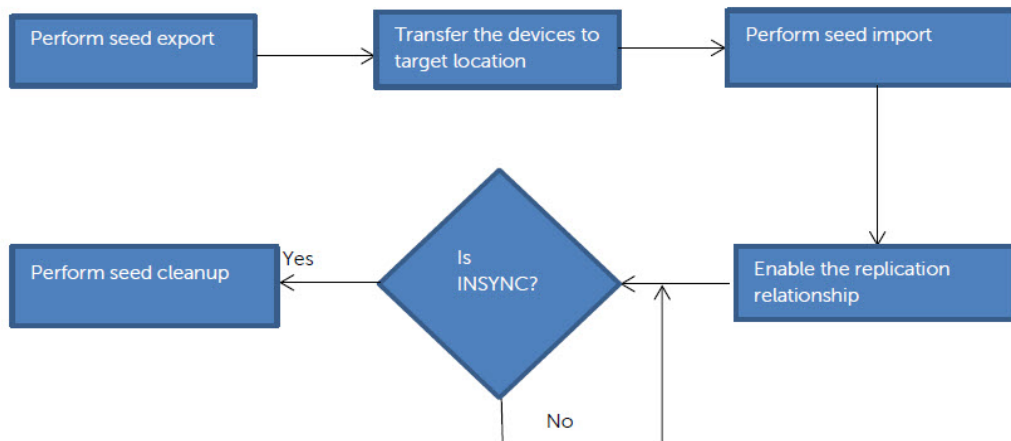 Perform seed export
Transfer the devices to
target location
Perform seed import
Enable the replication
relationship
Is
INSYNC?
Yes
Perform seed cleanup
No